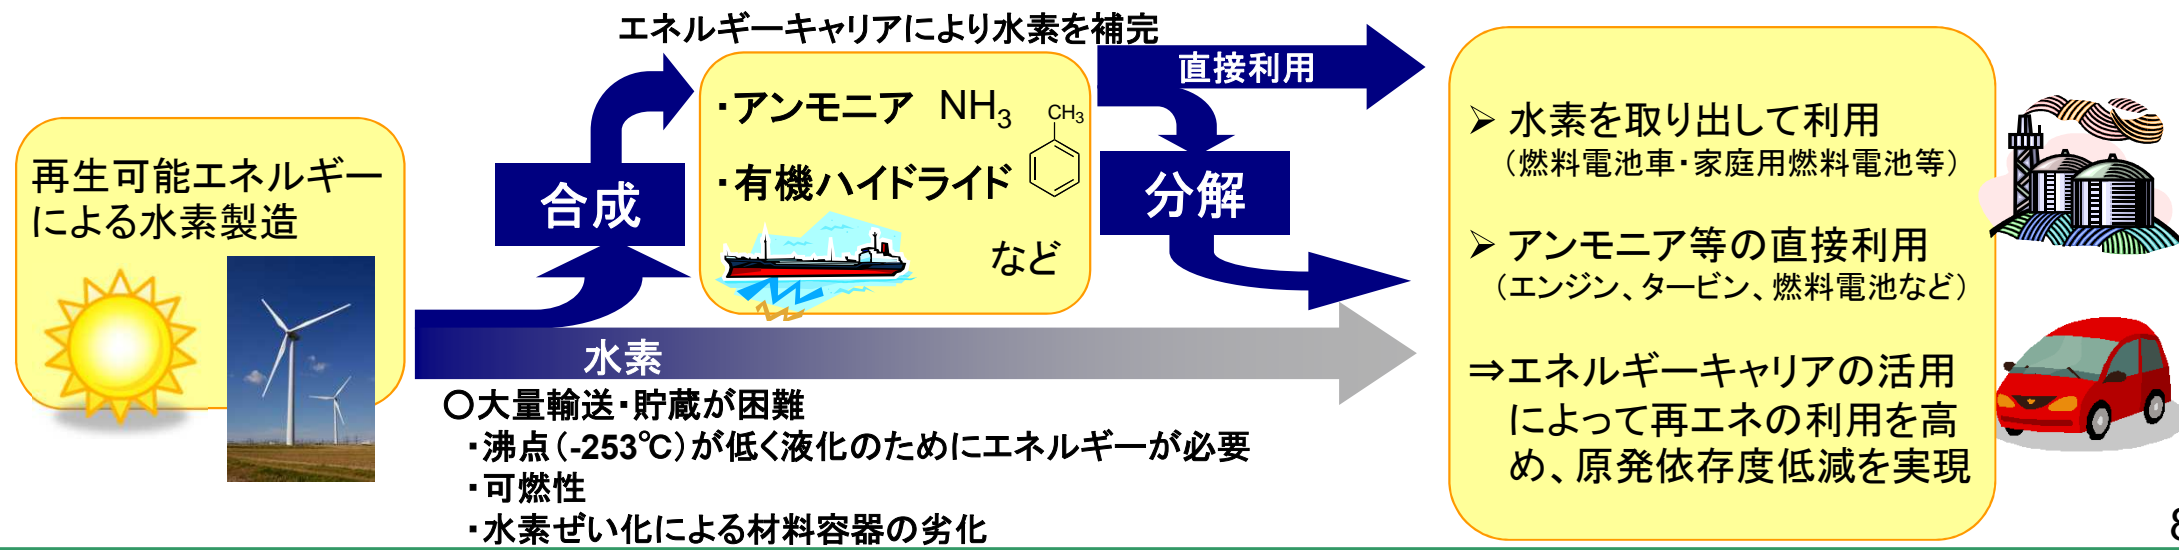 エネルギーキャリアにより水素を補完
再生可能エネルギー
による水素製造
合成
・アンモニア NH3
・有機ハイドライド
CH3
など
直接利用
分解
水素
〇大量輸送・貯蔵が困難
・沸点(-253℃)が低く液化のためにエネルギーが必要
・可燃性
・水素ぜい化による材料容器の劣化
➢ 水素を取り出して利用
(燃料電池車・家庭用燃料電池等)
➢ アンモニア等の直接利用
(エンジン、タービン、燃料電池など)
⇒エネルギーキャリアの活用
によって再エネの利用を高
め、原発依存度低減を実現